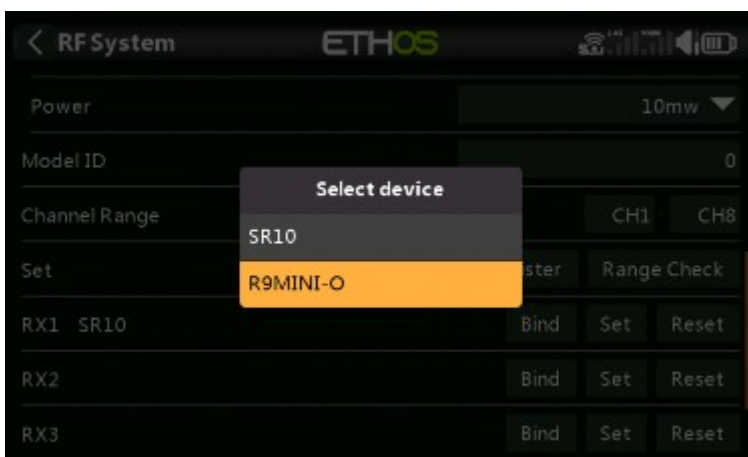 < RF System ETHOS
Power 10mw
Model ID 0
Select device
Channel Range CH1 CH8
SR10
Set ister Range Check
R9MINI-O
RX1 SR10 Bind Set Reset
RX2 Bind Set Reset
RX3 Bind Set Reset